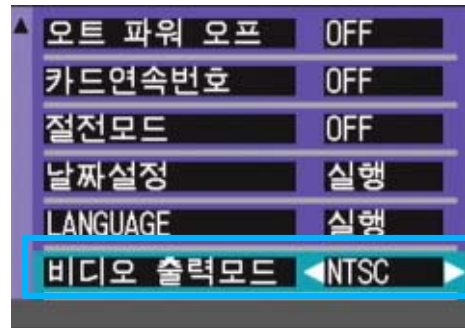 오트 파워 오프 OFF
카드연속번호 OFF
절전모드 OFF
날짜설정 실행
LANGUAGE 실행
비디오 출력모드 NTSC